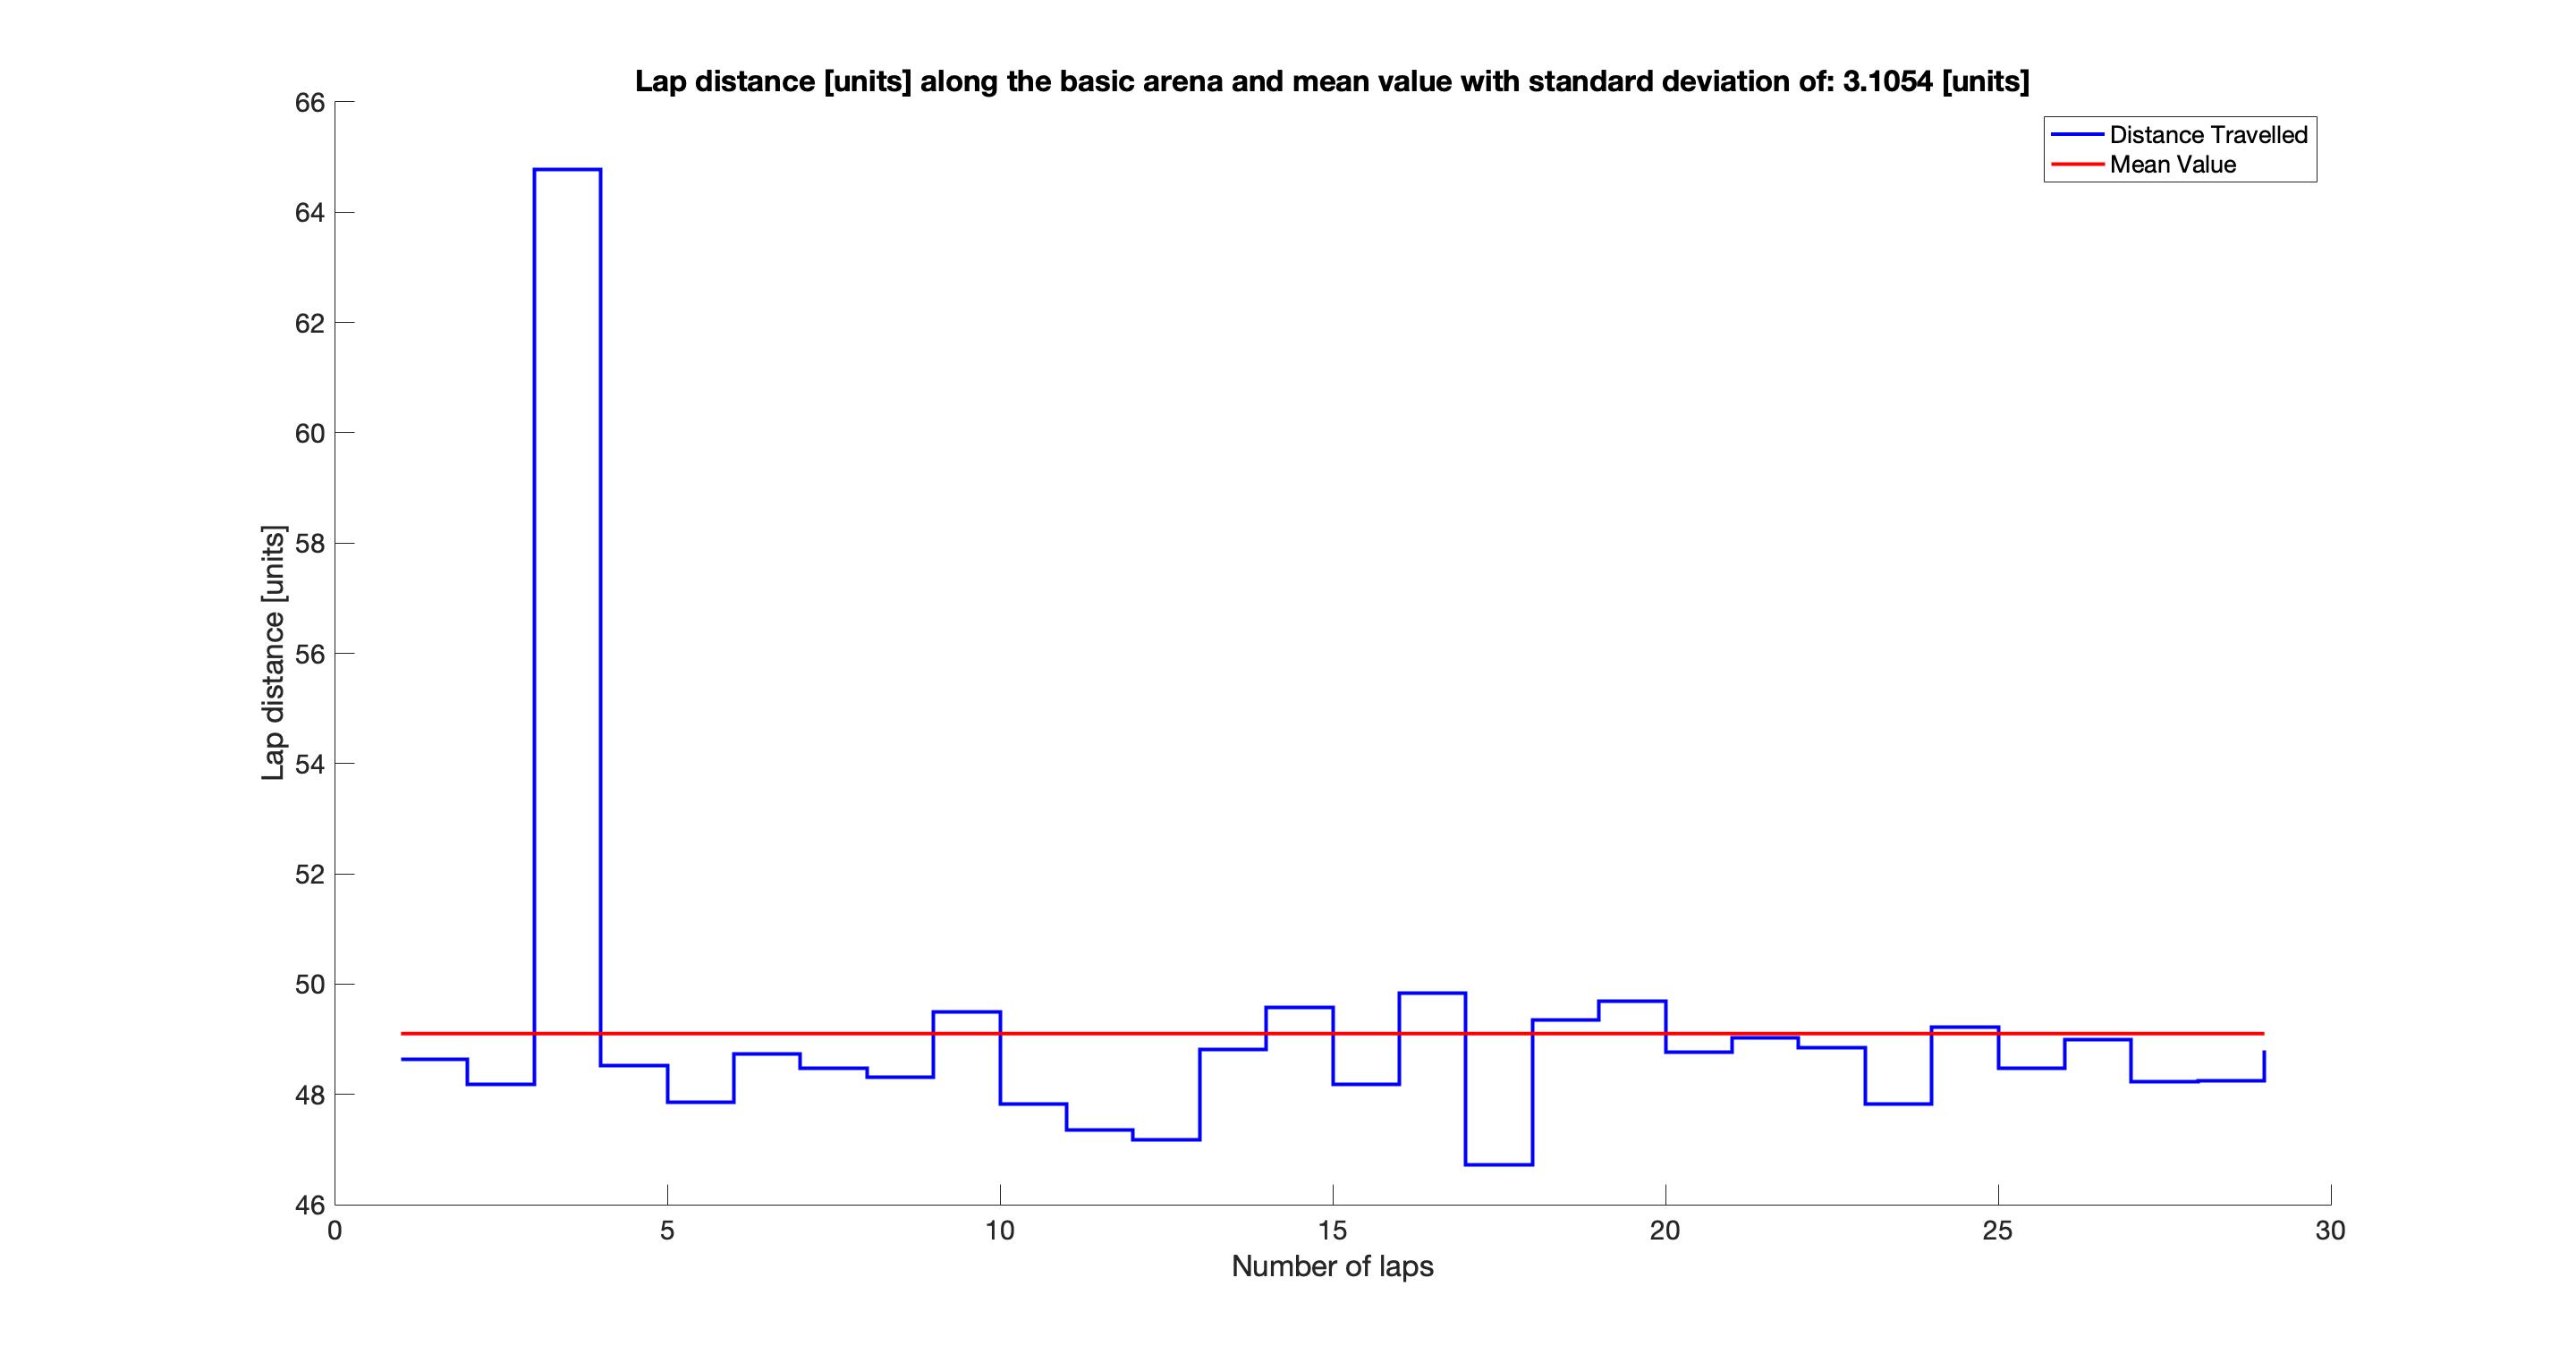 Lap distance [units] along the basic arena and mean value with standard deviation of: 3.1054 [units]
Distance Travelled
Mean Value
66
64
62
60
58
56
54
52
50
48
46
Lap distance [units]
0 5 10 15 20 25 30
Number of laps